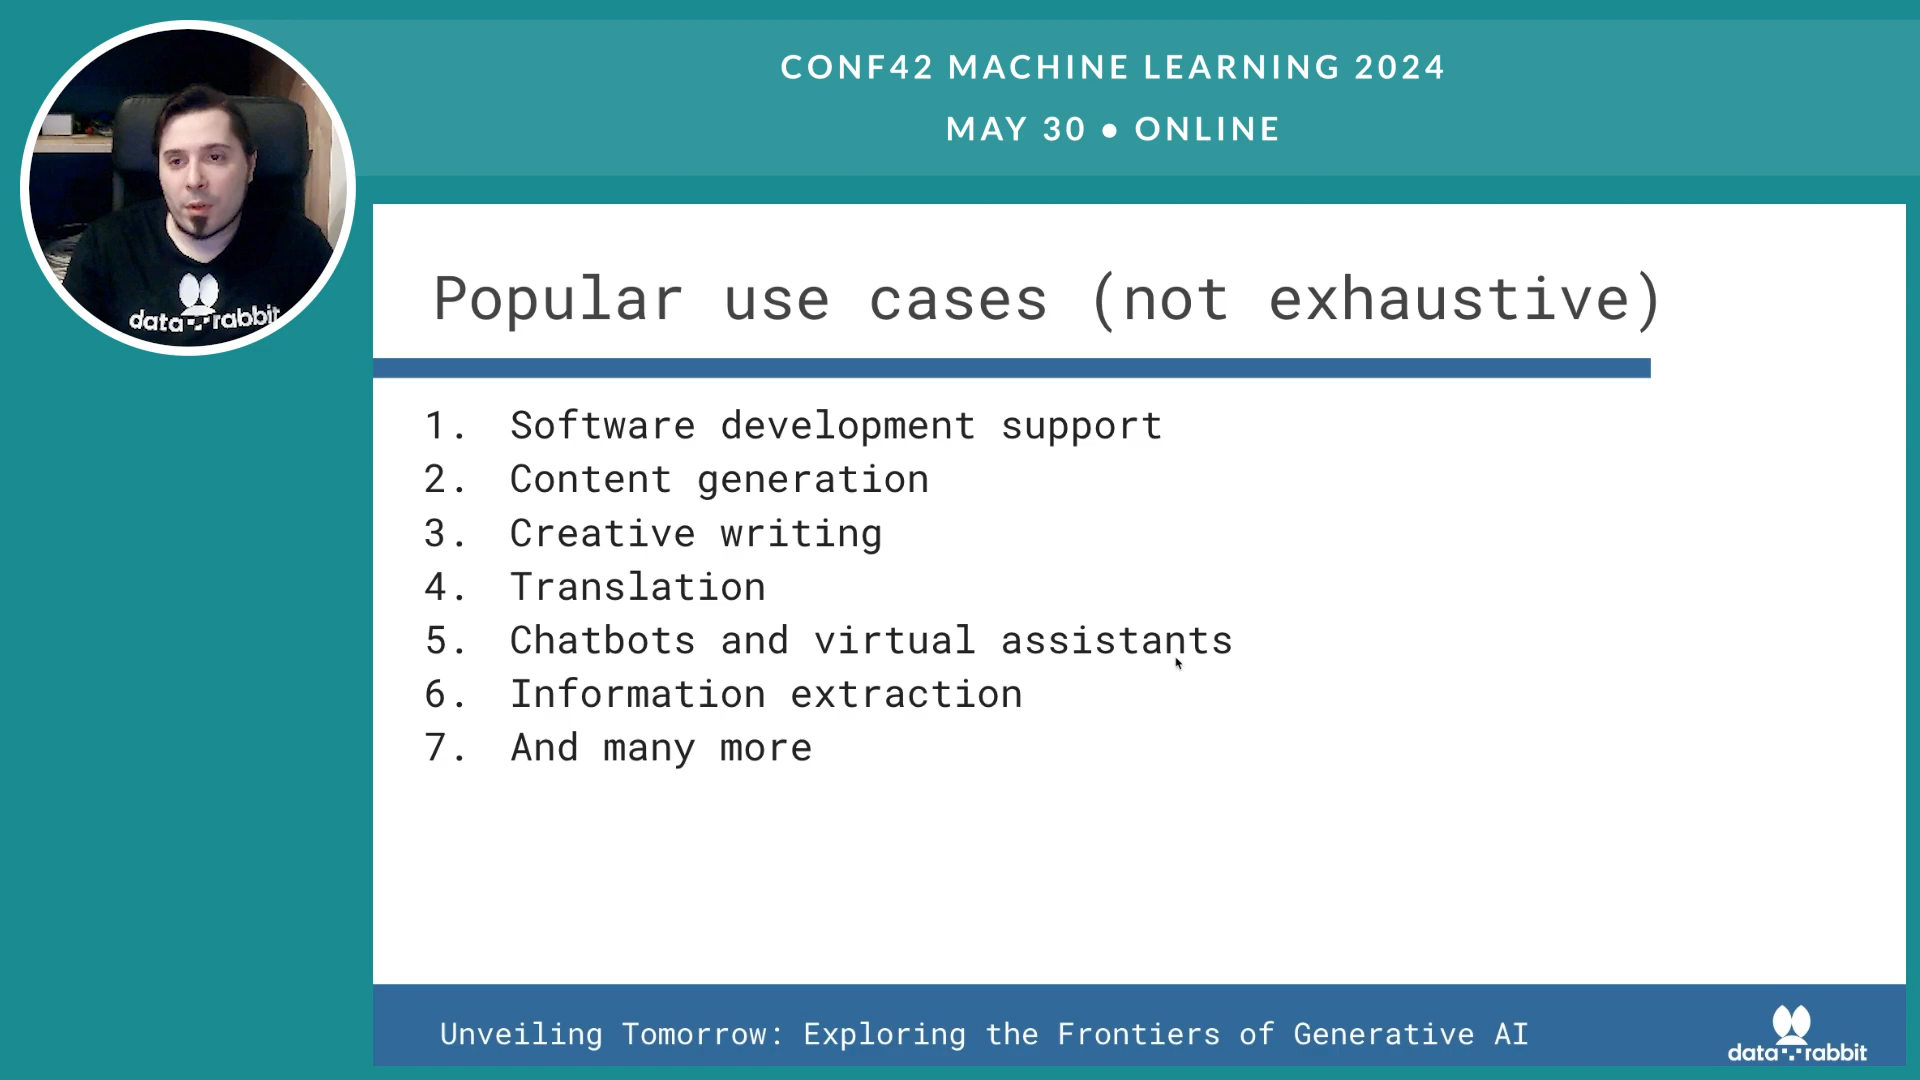 CONF42 MACHINE LEARNING 2024
MAY 30 • ONLINE
data rabbit
Popular use cases (not exhaustive)
1. Software development support
2. Content generation
3. Creative writing
4. Translation
5. Chatbots and virtual assistants
6. Information extraction
7. And many more
Unveiling Tomorrow: Exploring the Frontiers of Generative AI
data rabbit